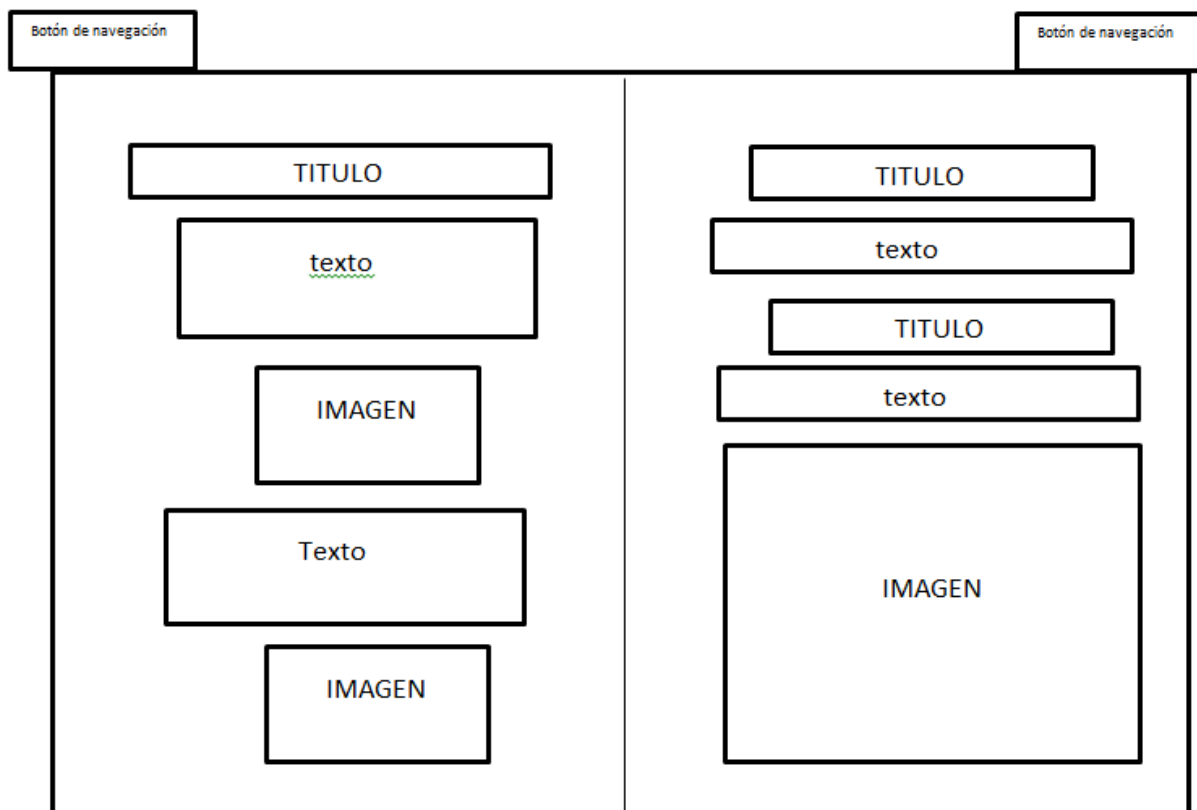 Botón de navegación
Botón de navegación
TITULO
texto
IMAGEN
Texto
IMAGEN
TITULO
texto
TITULO
texto
IMAGEN